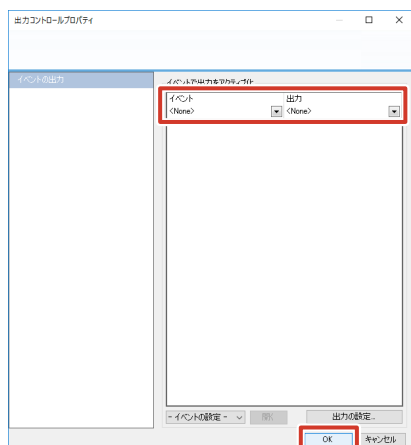 出力コントロールプロパティ
イベントの出力
イベントで出力をアクティブ化
イベント 出力
<None> <None>
- イベントの設定 - 開く 出力の設定...
OK キャンセル